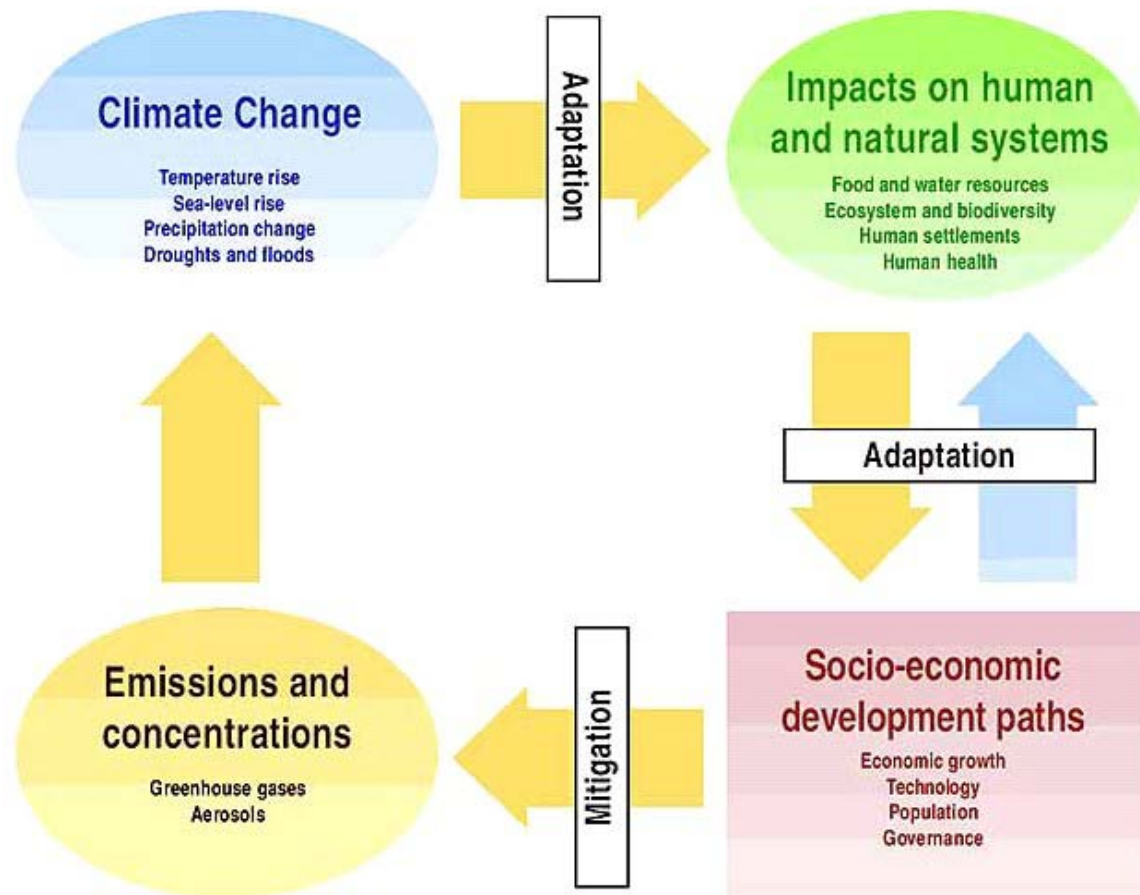 Climate Change
Temperature rise
Sea-level rise
Precipitation change
Droughts and floods
Adaptation
Impacts on human
and natural systems
Food and water resources
Ecosystem and biodiversity
Human settlements
Human health
Adaptation
Emissions and
concentrations
Greenhouse gases
Aerosols
Mitigation
Socio-economic
development paths
Economic growth
Technology
Population
Governance